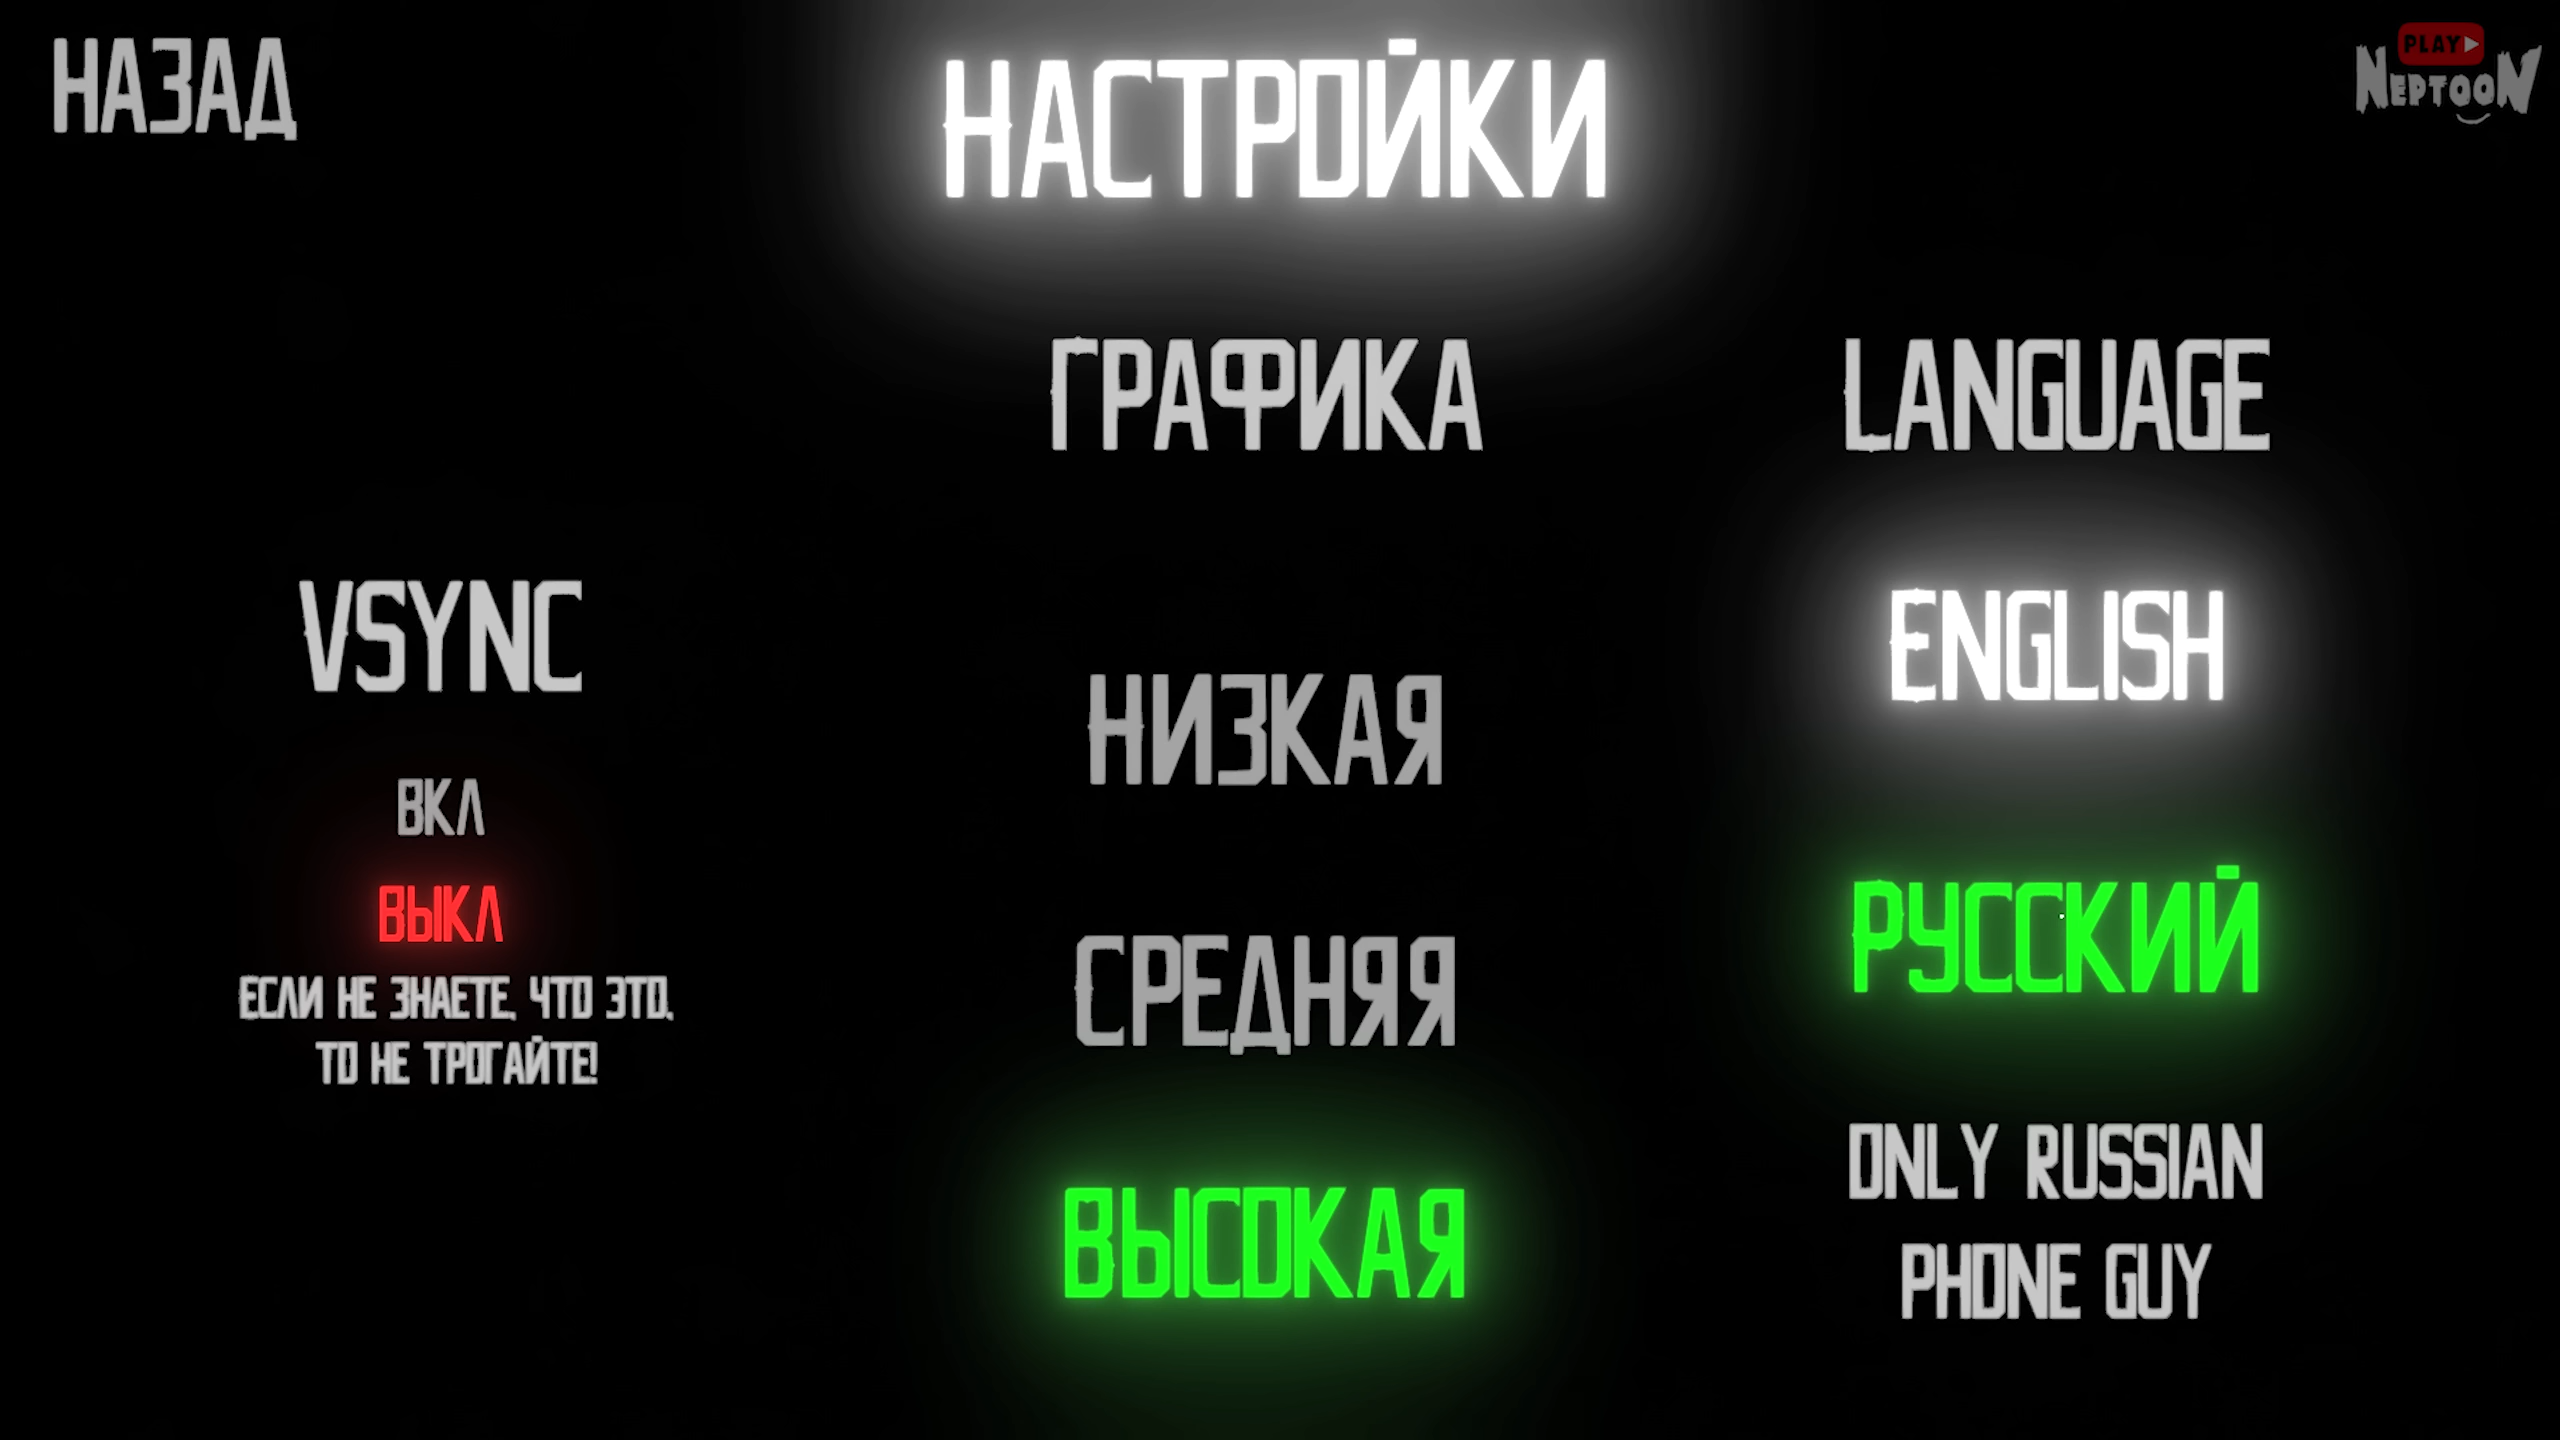 НАЗАД
НАСТРОЙКИ
PLAY
NEPTOON
ГРАФИКА
LANGUAGE
VSYNC
ENGLISH
НИЗКАЯ
ВКЛ
ВЫКЛ
РУССКИЙ
СРЕДНЯЯ
ЕСЛИ НЕ ЗНАЕТЕ, ЧТО ЭТО,
ТО НЕ ТРОГАЙТЕ!
ВЫСОКАЯ
ONLY RUSSIAN
PHONE GUY